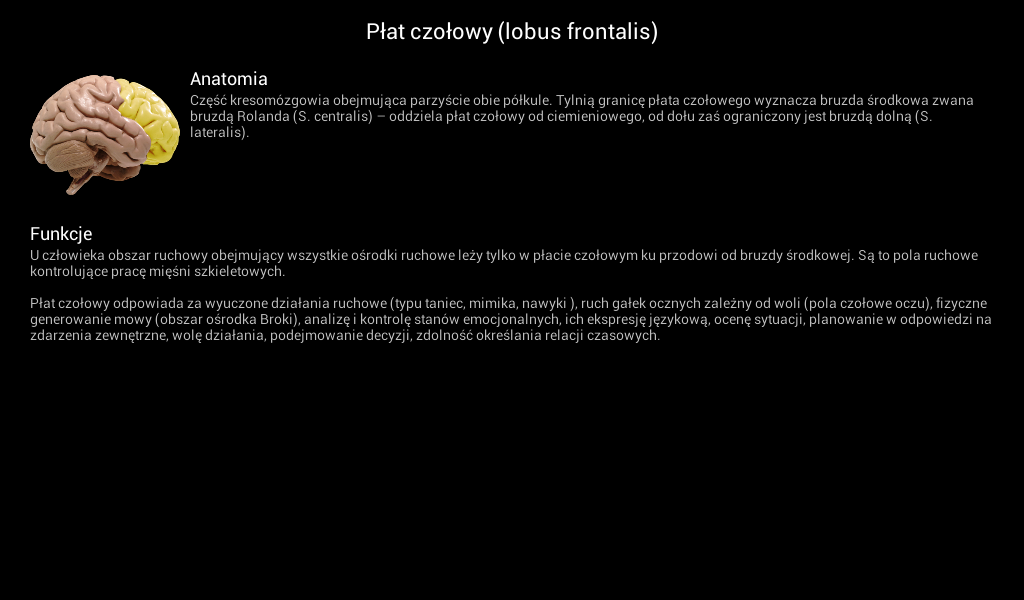 Płat czołowy (lobus frontalis)
Anatomia
Część kresomózgowia obejmująca parzyście obie półkule. Tylnią granicę płata czołowego wyznacza bruzda środkowa zwana
bruzdą Rolanda (S. centralis) – oddziela płat czołowy od ciemieniowego, od dołu zaś ograniczony jest bruzdą dolną (S.
lateralis).
Funkcje
U człowieka obszar ruchowy obejmujący wszystkie ośrodki ruchowe leży tylko w płacie czołowym ku przodowi od bruzdy środkowej. Są to pola ruchowe
kontrolujące pracę mięśni szkieletowych.
Płat czołowy odpowiada za wyuczone działania ruchowe (typu taniec, mimika, nawyki ), ruch gałek ocznych zależny od woli (pola czołowe oczu), fizyczne
generowanie mowy (obszar ośrodka Broki), analizę i kontrolę stanów emocjonalnych, ich ekspresję językową, ocenę sytuacji, planowanie w odpowiedzi na
zdarzenia zewnętrzne, wolę działania, podejmowanie decyzji, zdolność określania relacji czasowych.